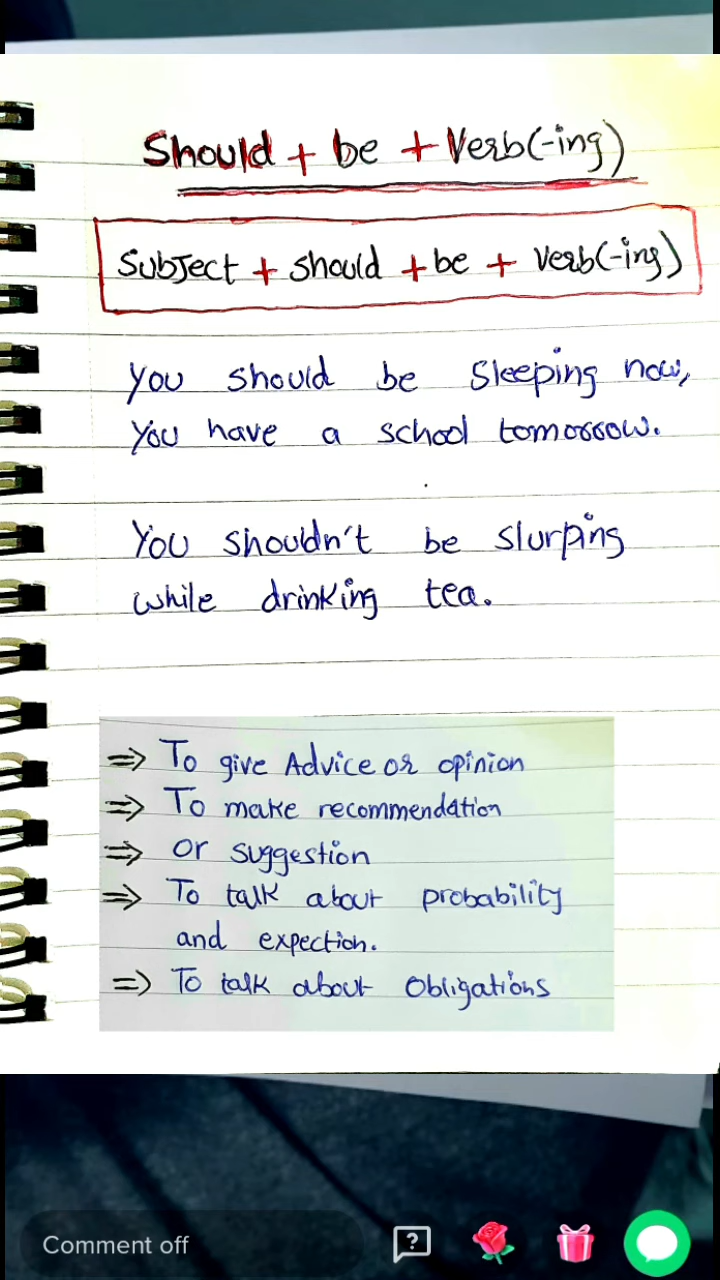 Should + be + Verb(-ing)
Subject + should + be + verb(-ing)
You should be sleeping now,
You have a school tomorrow.
You shouldn't be slurping
while drinking tea.
⇒ To give Advice or opinion
⇒ To make recommendation
⇒ or suggestion
⇒ To talk about probability
and expection.
⇒ To talk about Obligations
Comment off